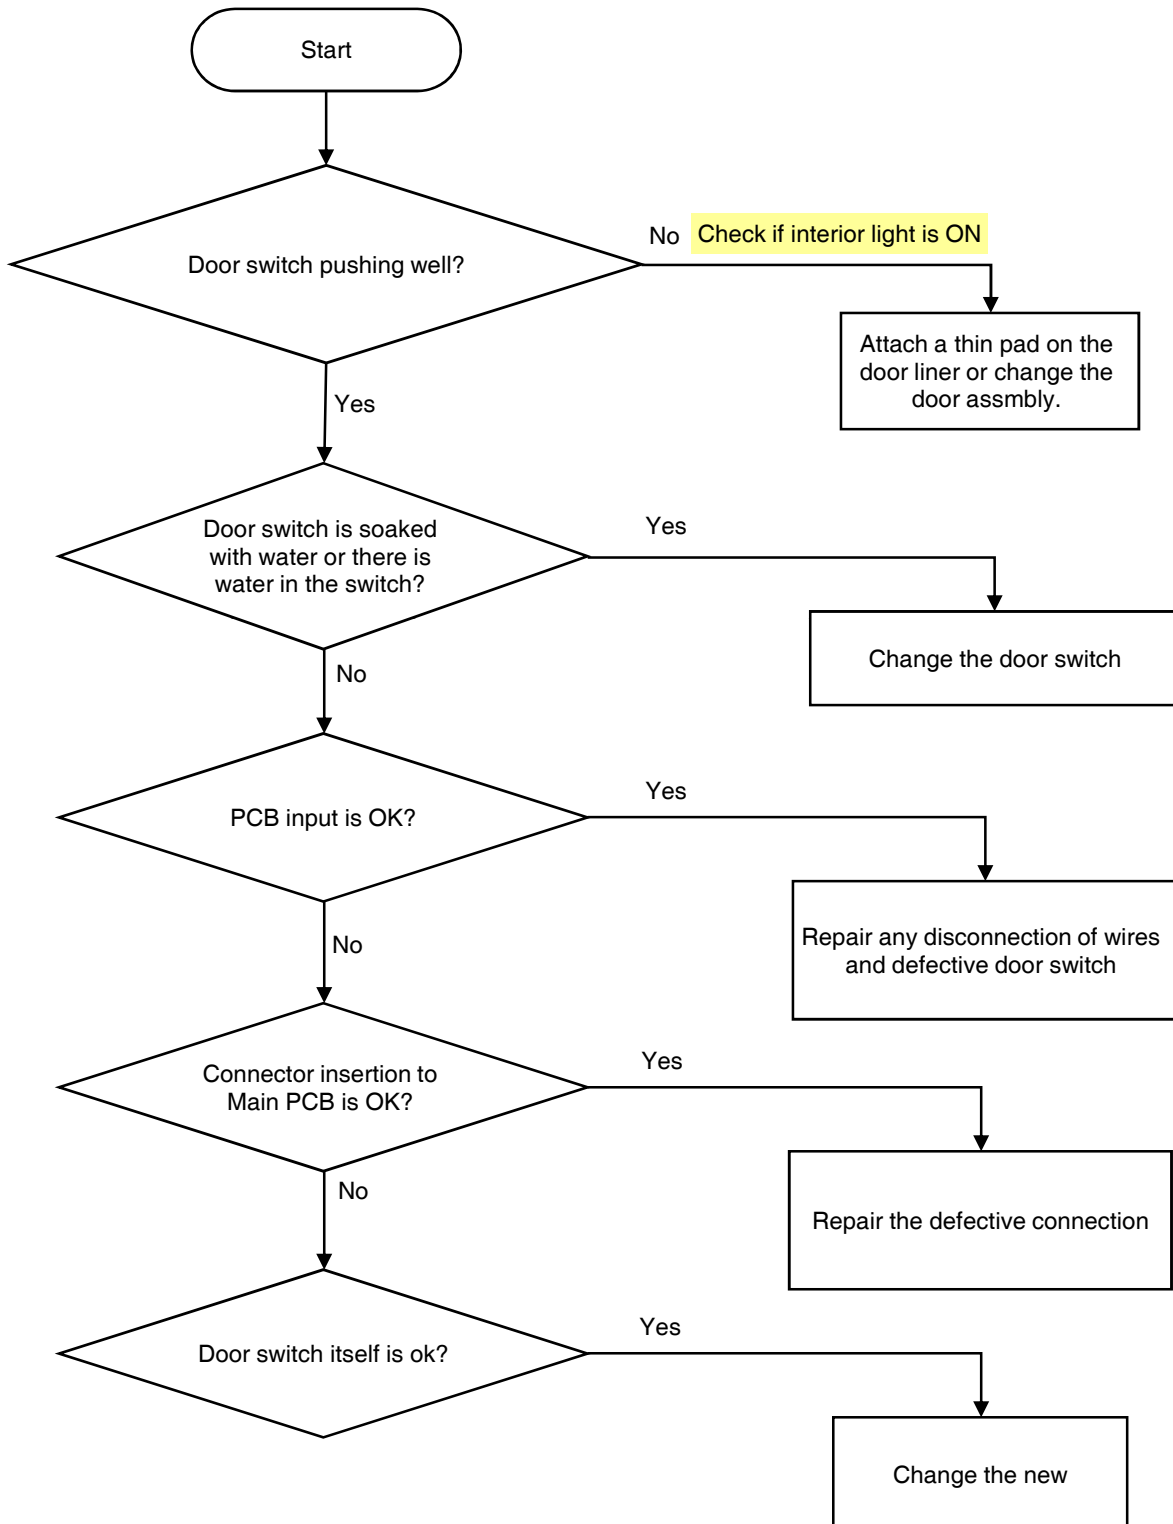 Start
Door switch pushing well?
No
Check if interior light is ON
Attach a thin pad on the
door liner or change the
door assmbly.
Yes
Door switch is soaked
with water or there is
water in the switch?
Yes
Change the door switch
No
PCB input is OK?
Yes
Repair any disconnection of wires
and defective door switch
No
Connector insertion to
Main PCB is OK?
Yes
Repair the defective connection
No
Door switch itself is ok?
Yes
Change the new